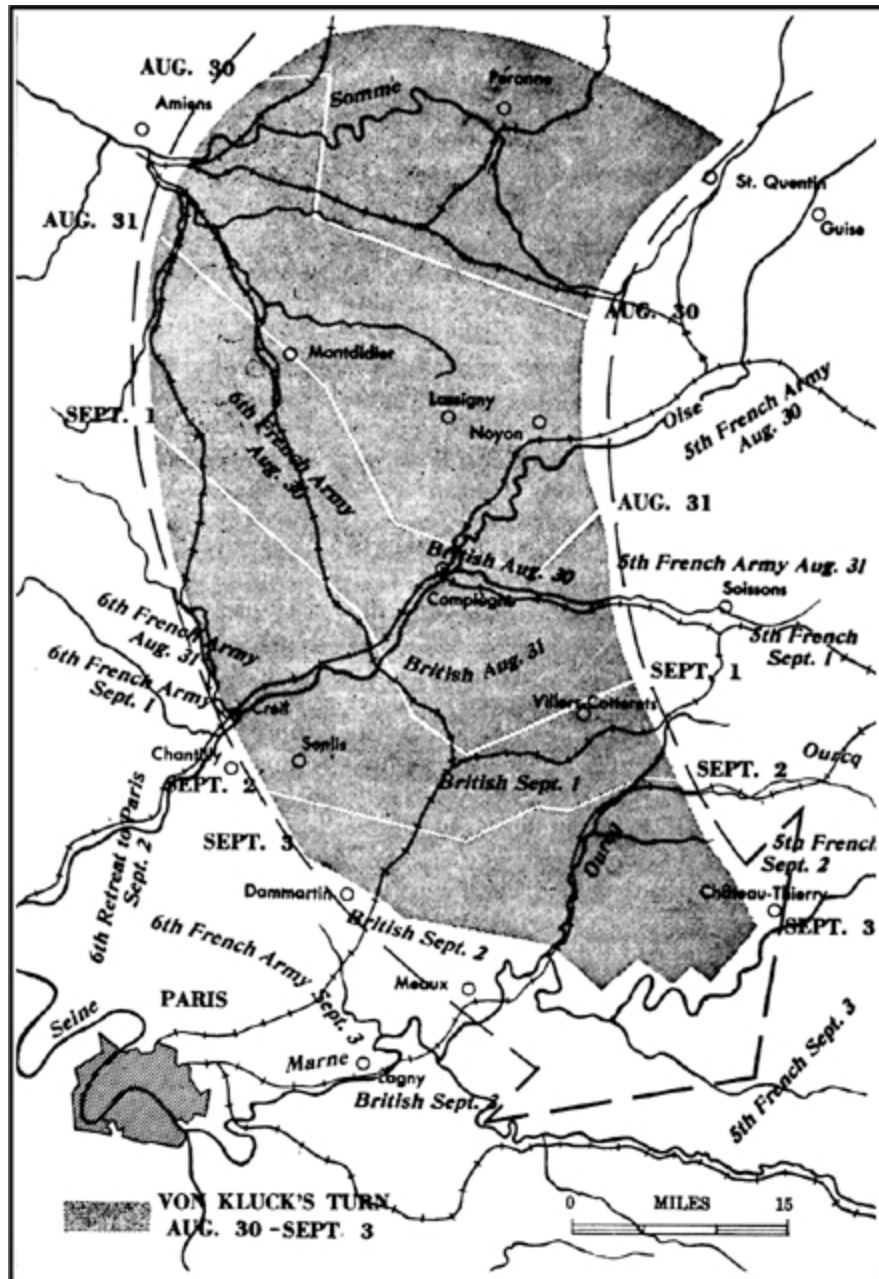 AUG. 30
Amiens
Somme
Péronne
St. Quentin
Guise
AUG. 31
AUG. 30
Montdidier
Lassigny
Noyon
Oise
5th French Army
Aug. 30
6th French Army
Aug. 30
SEPT. 1
AUG. 31
British Aug. 30
5th French Army Aug. 31
Compiègne
Soissons
6th French Army
Aug. 31
5th French
Sept. 1
6th French Army
Sept. 1
British Aug. 31
SEPT. 1
Villers-Cotterets
Creil
Chantilly
Senlis
SEPT. 2
British Sept. 1
SEPT. 2
Ourcq
SEPT. 3
Ourcq
5th French
Sept. 2
6th Retreat to Paris
Sept. 2
Dammartin
British Sept. 2
Château-Thierry
SEPT. 3
6th French Army
Sept. 3
Meaux
PARIS
Seine
Marne
Lagny
British Sept. 3
5th French Sept. 3
VON KLUCK'S TURN
AUG. 30 - SEPT. 3
0 MILES 15